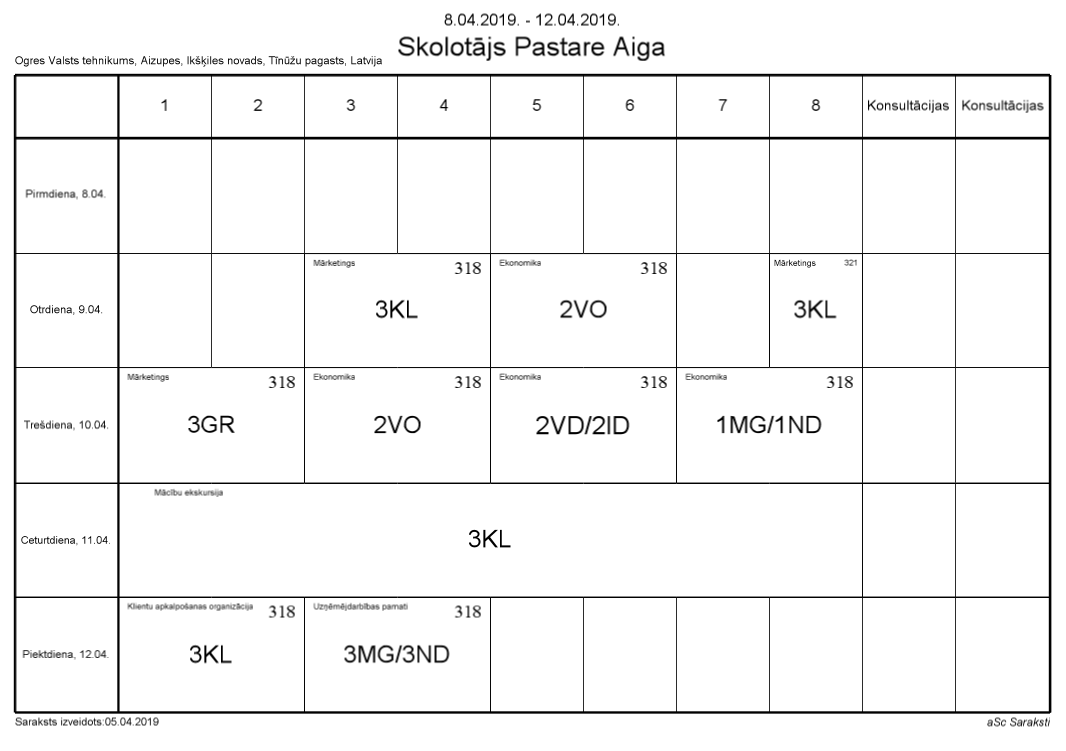 8.04.2019. - 12.04.2019.
Skolotājs Pastare Aiga
Ogres Valsts tehnikums, Aizupes, Ikšķiles novads, Tīnūžu pagasts, Latvija
1 2 3 4 5 6 7 8 Konsultācijas Konsultācijas
Pirmdiena, 8.04.
Mārketings 318 Ekonomika 318 Mārketings 321
Otrdiena, 9.04. 3KL 2VO 3KL
Mārketings 318 Ekonomika 318 Ekonomika 318 Ekonomika 318
Trešdiena, 10.04. 3GR 2VO 2VD/2ID 1MG/1ND
Mācību ekskursija
Ceturtdiena, 11.04. 3KL
Klientu apkalpošanas organizācija 318 Uzņēmējdarbības pamati 318
Piektdiena, 12.04. 3KL 3MG/3ND
Saraksts izveidots:05.04.2019 aSc Saraksti